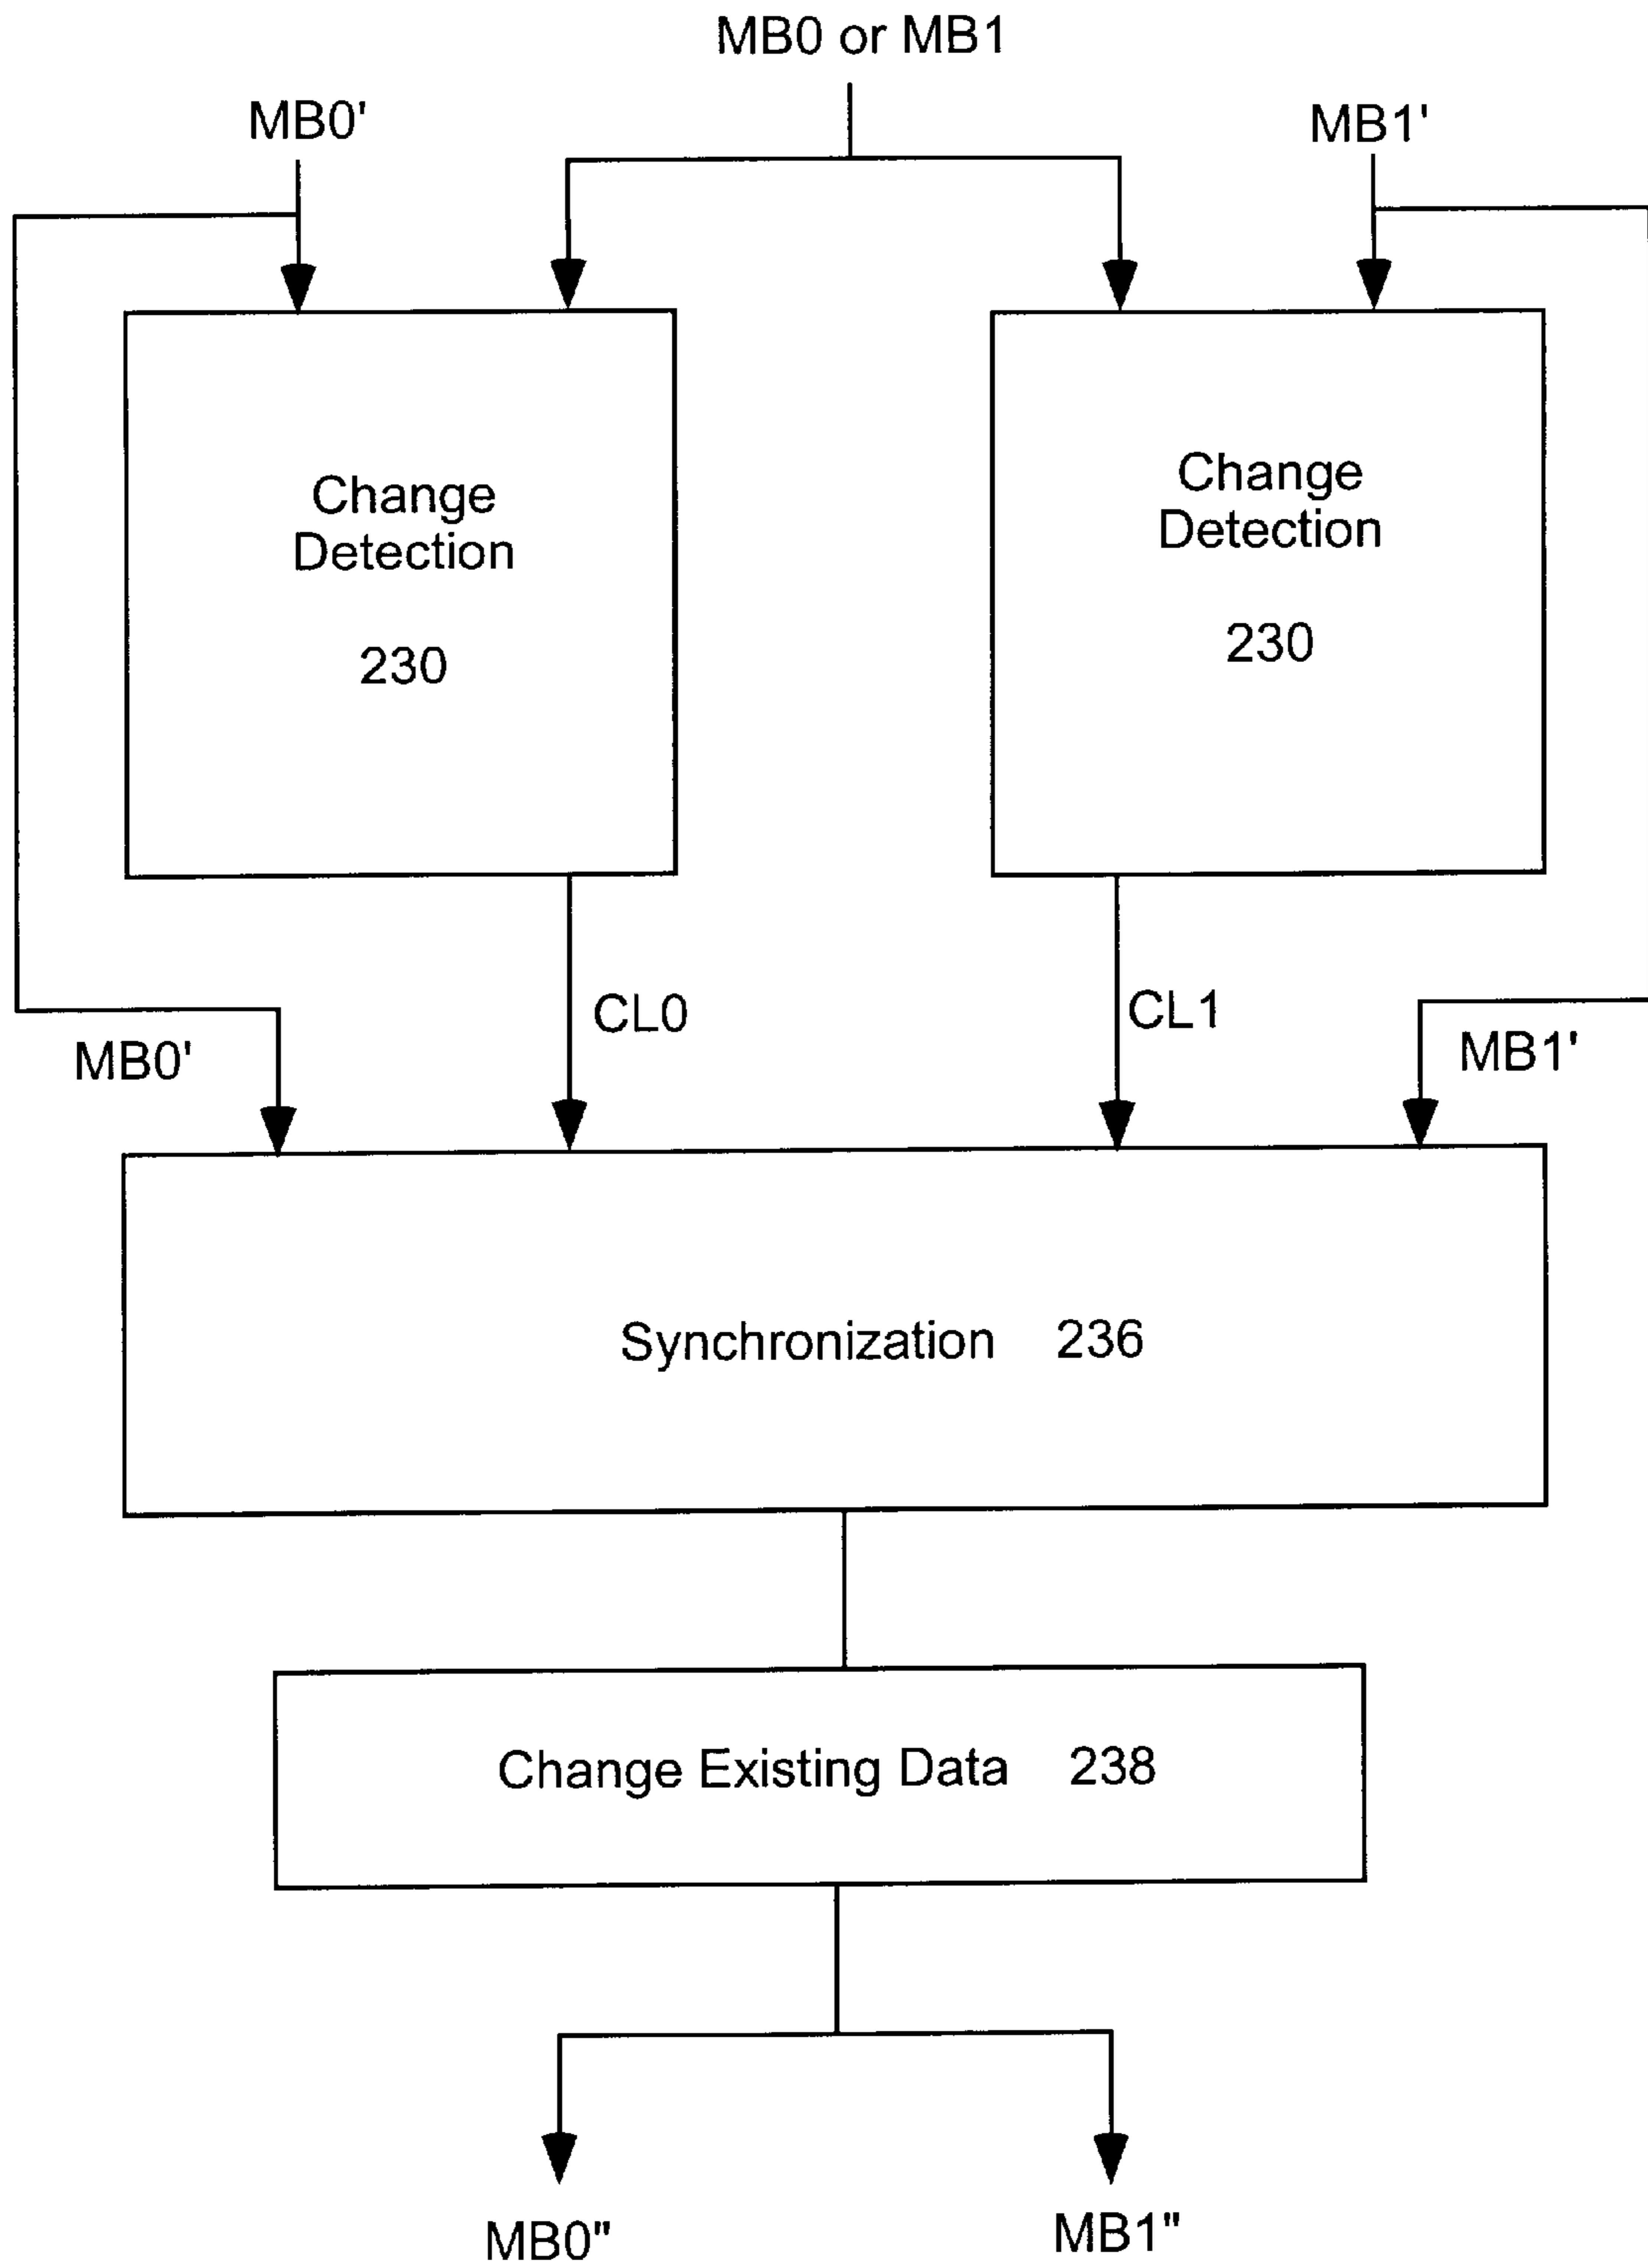 MB0 or MB1
MB0'
MB1'
Change
Detection
230
Change
Detection
230
CL0
CL1
MB0'
MB1'
Synchronization 236
Change Existing Data 238
MB0"
MB1"